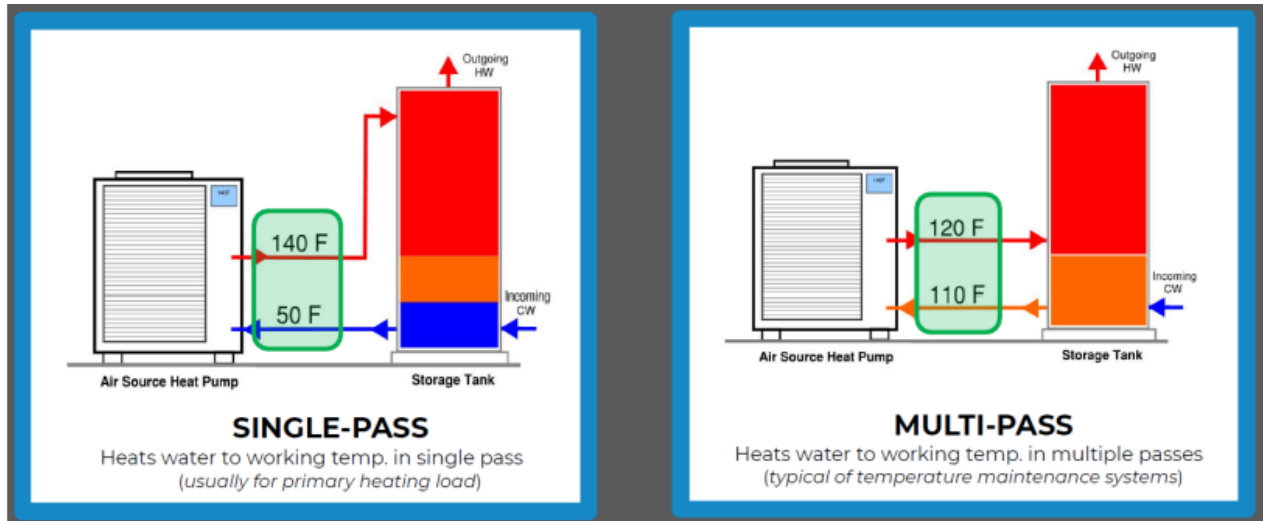 Outgoing
HW
140F
140 F
50 F
Incoming
CW
Air Source Heat Pump
Storage Tank
SINGLE-PASS
Heats water to working temp. in single pass
(usually for primary heating load)
Outgoing
HW
140F
120 F
110 F
Incoming
CW
Air Source Heat Pump
Storage Tank
MULTI-PASS
Heats water to working temp. in multiple passes
(typical of temperature maintenance systems)